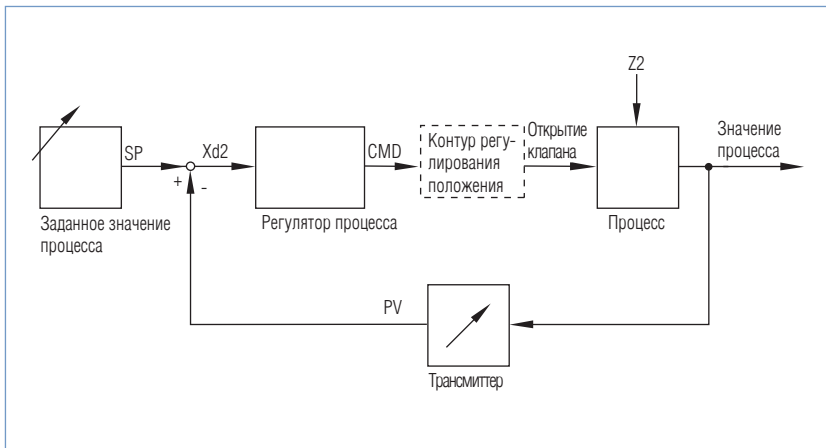 Z2
SP
Xd2
CMD
Контур регу-
лирования
положения
Открытие
клапана
Значение
процесса
+
-
Заданное значение
процесса
Регулятор процесса
Процесс
PV
Трансмиттер